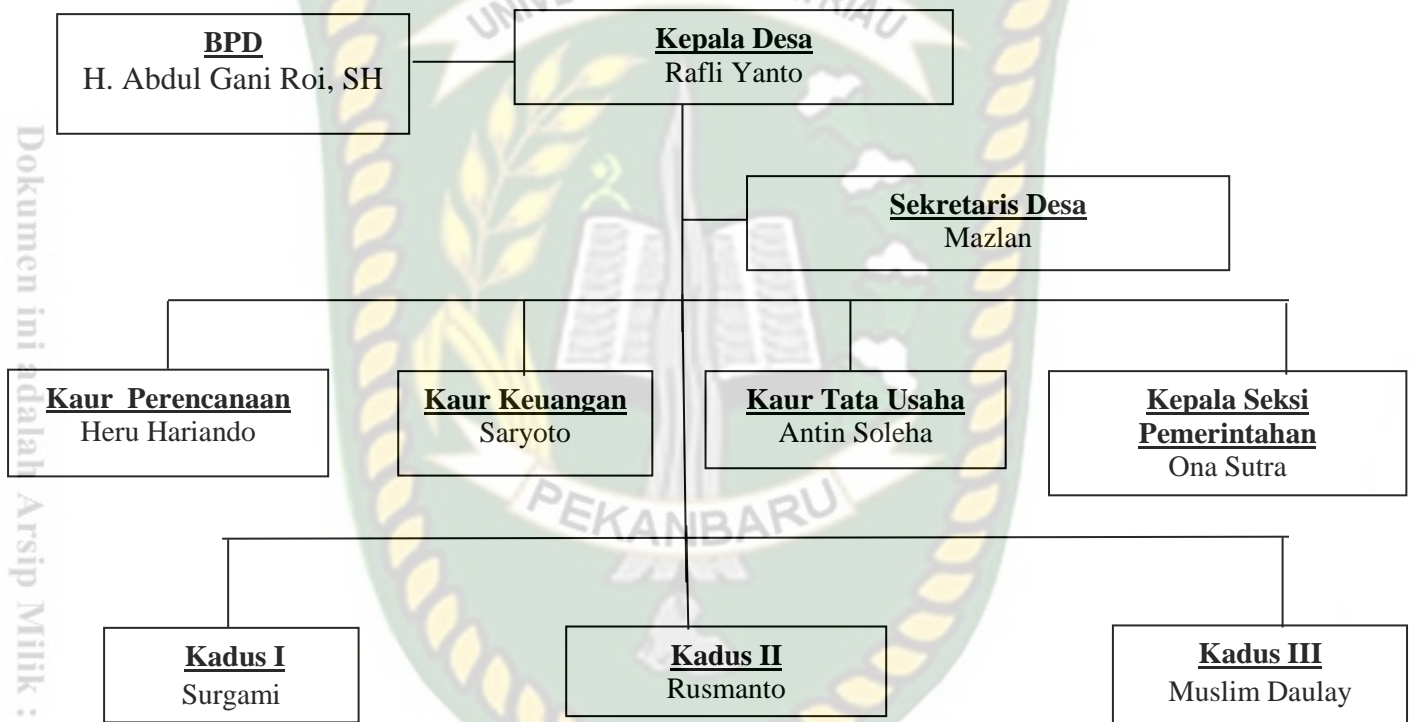 BPD
H. Abdul Gani Roi, SH
Kepala Desa
Rafli Yanto
Sekretaris Desa
Mazlan
Kaur Perencanaan
Heru Hariando
Kaur Keuangan
Saryoto
Kaur Tata Usaha
Antin Soleha
Kepala Seksi
Pemerintahan
Ona Sutra
Kadus I
Surgami
Kadus II
Rusmanto
Kadus III
Muslim Daulay
PEKANBARU
Dokumen ini adalah Arsip Milik :